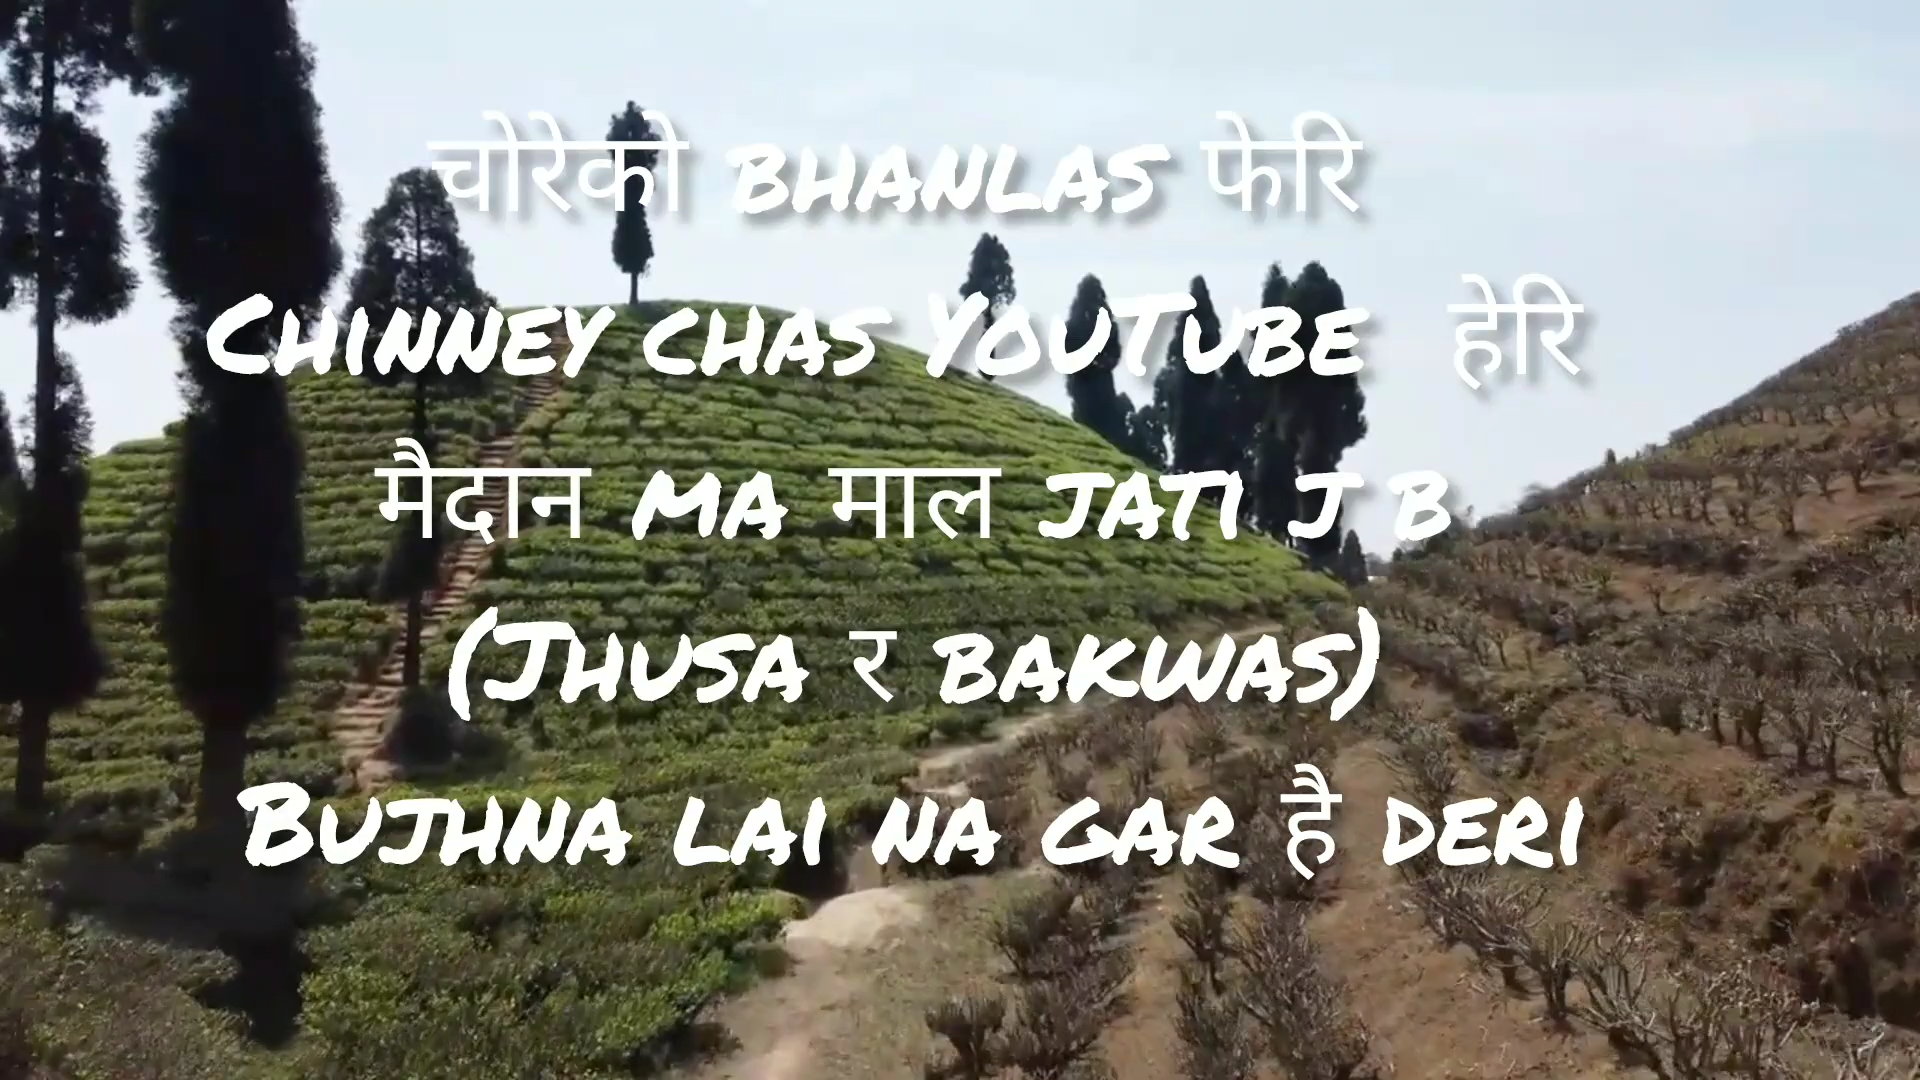 चोरेको BHANLAS फेरि
CHINNEY CHAS YOUTUBE हेरि
मैदान MA माल JATI J B
(JHUSA र BAKWAS)
BUJHNA LAI NA GAR है DERI